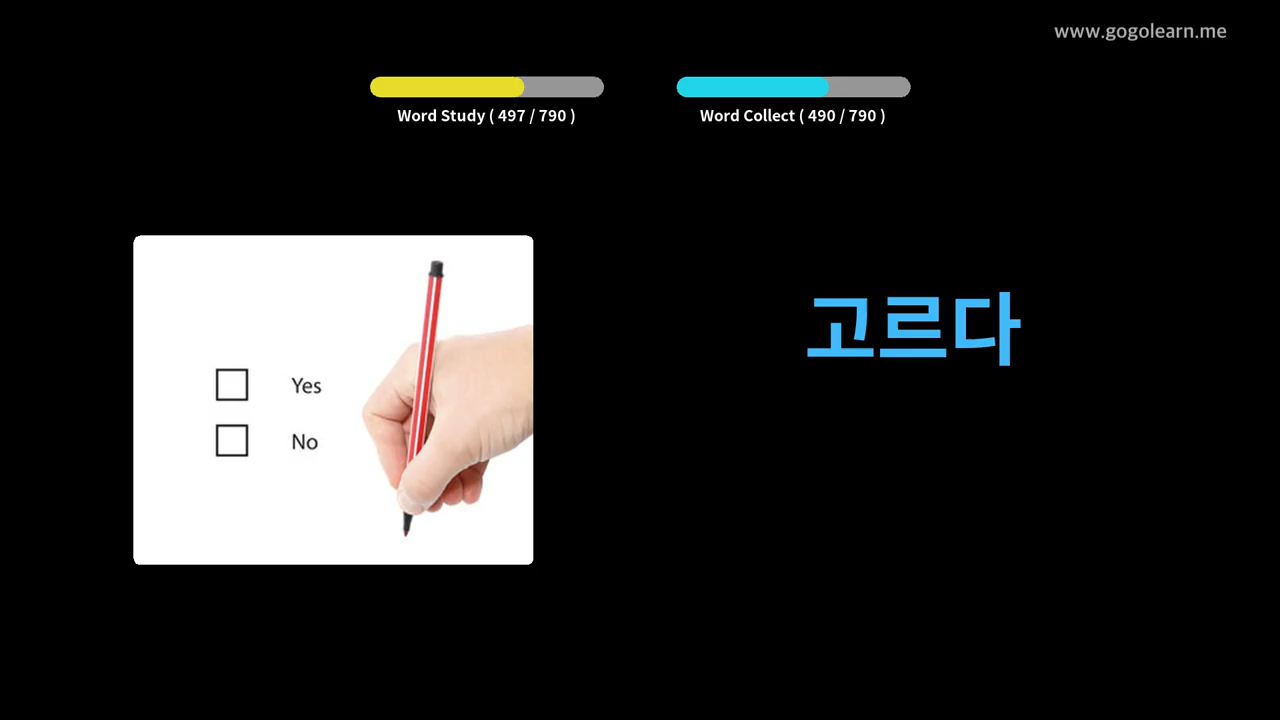 www.gogolearn.me
Word Study ( 497 / 790 )
Word Collect ( 490 / 790 )
Yes
No
고르다